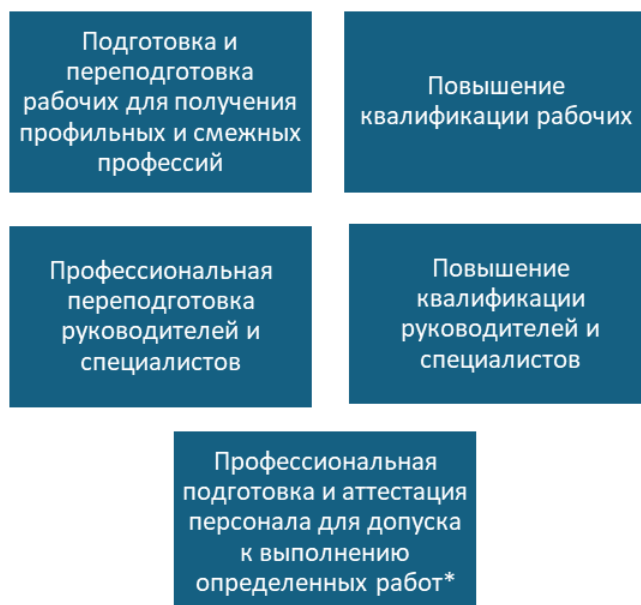 Подготовка и
переподготовка
рабочих для получения
профильных и смежных
профессий
Повышение
квалификации рабочих
Профессиональная
переподготовка
руководителей и
специалистов
Повышение
квалификации
руководителей и
специалистов
Профессиональная
подготовка и аттестация
персонала для допуска
к выполнению
определенных работ*